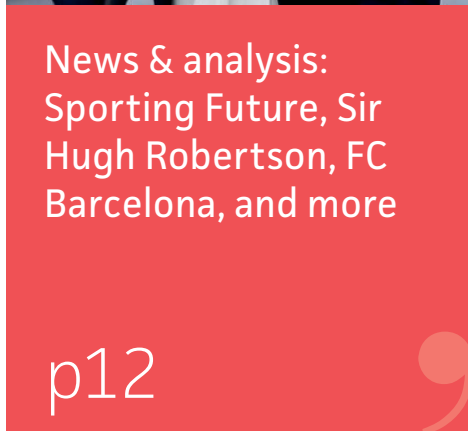 News & analysis:
Sporting Future, Sir
Hugh Robertson, FC
Barcelona, and more
p12